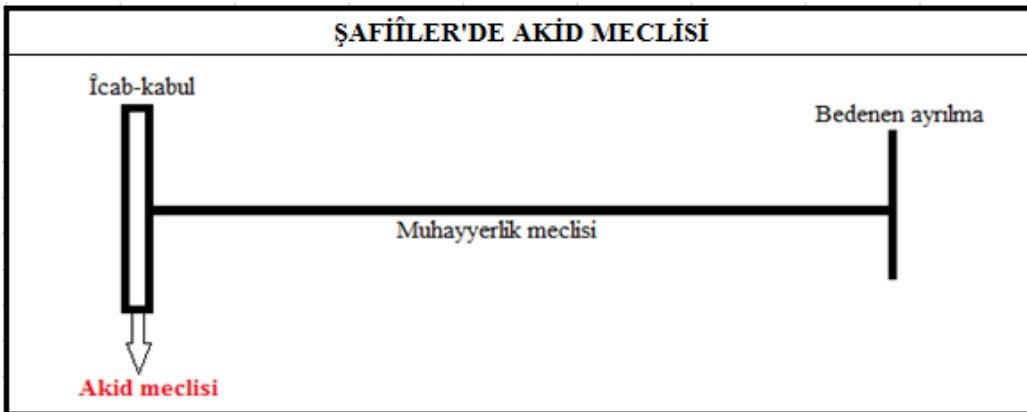 ŞAFİÎLER'DE AKİD MECLİSİ
Îcab-kabul
Bedenen ayrılma
Muhayyerlik meclisi
Akid meclisi